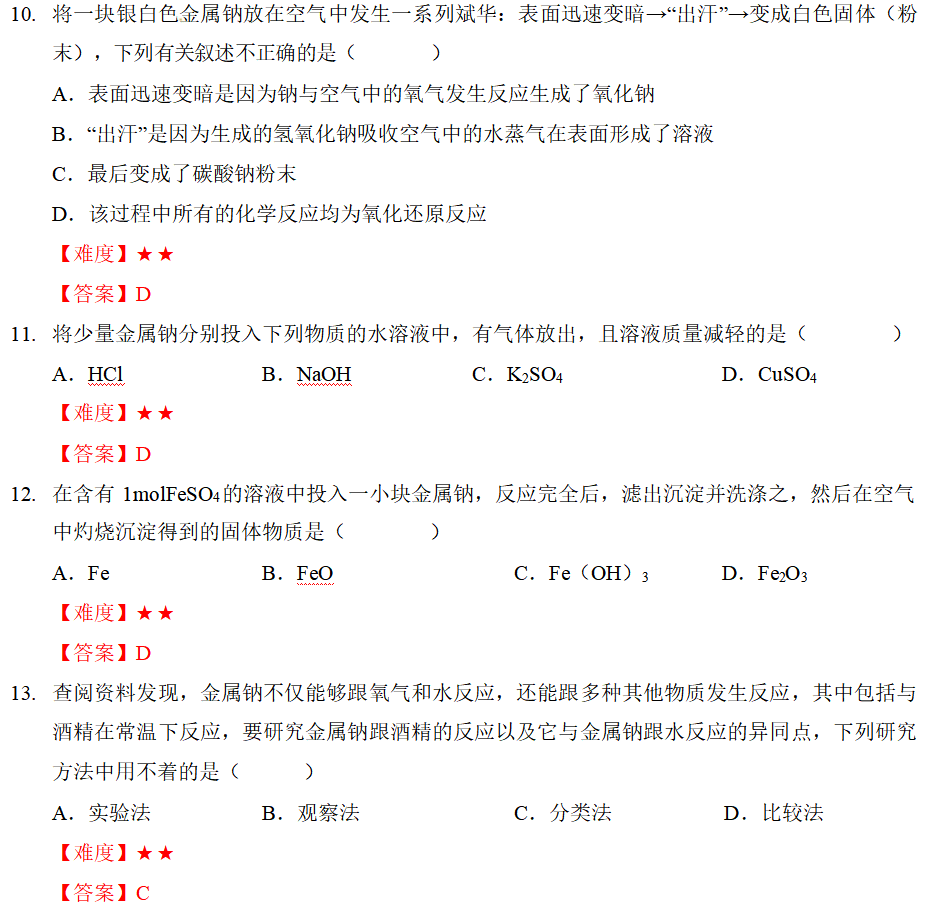 10. 将一块银白色金属钠放在空气中发生一系列斌华：表面迅速变暗→“出汗”→变成白色固体（粉
末），下列有关叙述不正确的是（ ）
A．表面迅速变暗是因为钠与空气中的氧气发生反应生成了氧化钠
B．“出汗”是因为生成的氢氧化钠吸收空气中的水蒸气在表面形成了溶液
C．最后变成了碳酸钠粉末
D．该过程中所有的化学反应均为氧化还原反应
【难度】★★
【答案】D
11. 将少量金属钠分别投入下列物质的水溶液中，有气体放出，且溶液质量减轻的是（ ）
A．HCl B．NaOH C．K₂SO₄ D．CuSO₄
【难度】★★
【答案】D
12. 在含有 1molFeSO₄的溶液中投入一小块金属钠，反应完全后，滤出沉淀并洗涤之，然后在空气
中灼烧沉淀得到的固体物质是（ ）
A．Fe B．FeO C．Fe（OH）₃ D．Fe₂O₃
【难度】★★
【答案】D
13. 查阅资料发现，金属钠不仅能够跟氧气和水反应，还能跟多种其他物质发生反应，其中包括与
酒精在常温下反应，要研究金属钠跟酒精的反应以及它与金属钠跟水反应的异同点，下列研究
方法中用不着的是（ ）
A．实验法 B．观察法 C．分类法 D．比较法
【难度】★★
【答案】C